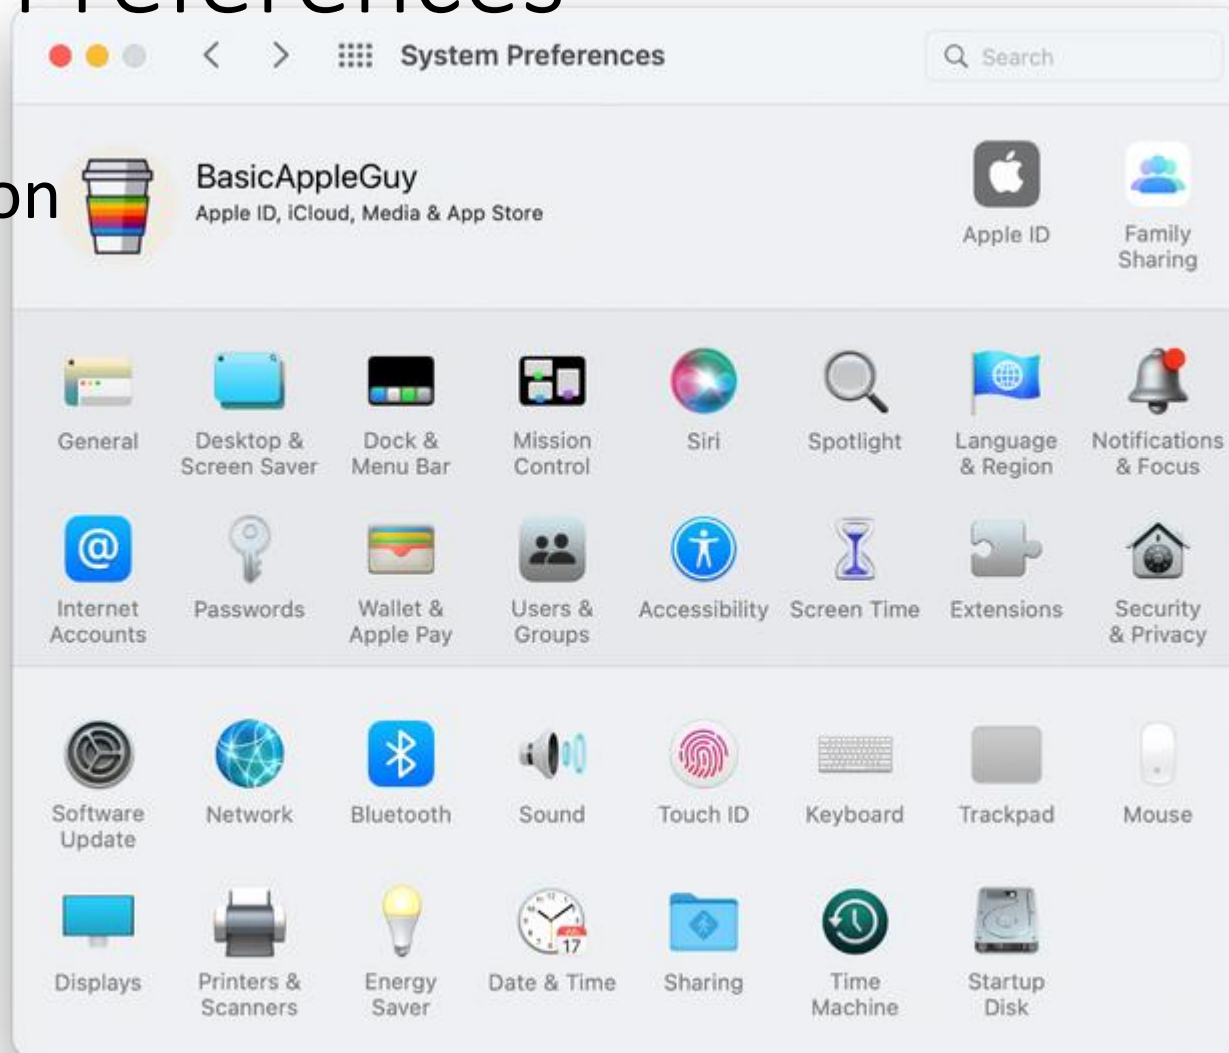 Preferences
System Preferences
Search
on
BasicAppleGuy
Apple ID, iCloud, Media & App Store
Apple ID
Family
Sharing
General
Desktop &
Screen Saver
Dock &
Menu Bar
Mission
Control
Siri
Spotlight
Language
& Region
Notifications
& Focus
Internet
Accounts
Passwords
Wallet &
Apple Pay
Users &
Groups
Accessibility
Screen Time
Extensions
Security
& Privacy
Software
Update
Network
Bluetooth
Sound
Touch ID
Keyboard
Trackpad
Mouse
Displays
Printers &
Scanners
Energy
Saver
17
Date & Time
Sharing
Time
Machine
Startup
Disk